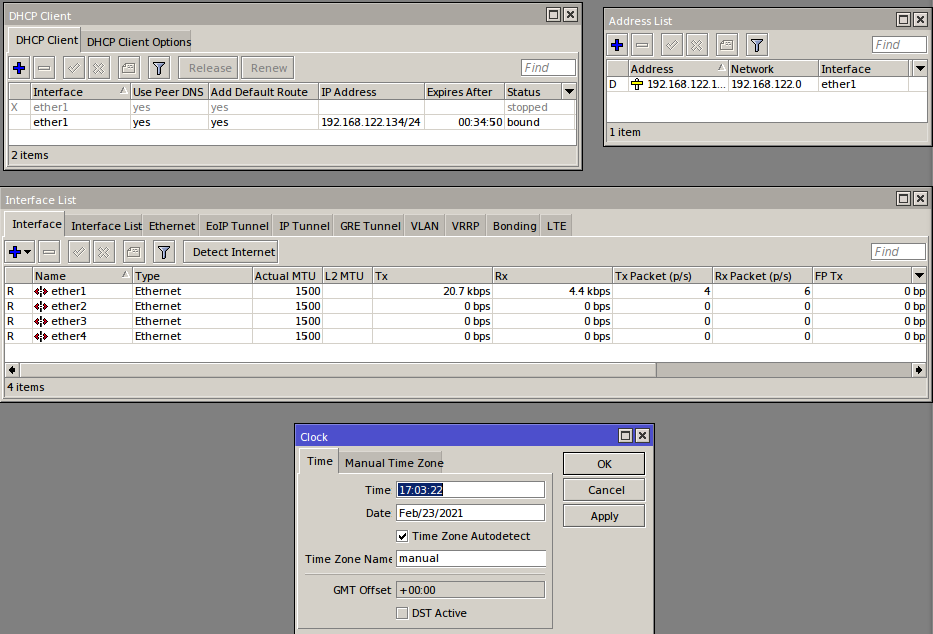 DHCP Client
DHCP Client DHCP Client Options
Release Renew Find
Interface Use Peer DNS Add Default Route IP Address Expires After Status
X ether1 yes yes stopped
ether1 yes yes 192.168.122.134/24 00:34:50 bound
2 items
Address List
Find
Address Network Interface
D 192.168.122.1... 192.168.122.0 ether1
1 item
Interface List
Interface Interface List Ethernet EoIP Tunnel IP Tunnel GRE Tunnel VLAN VRRP Bonding LTE
Detect Internet Find
Name Type Actual MTU L2 MTU Tx Rx Tx Packet (p/s) Rx Packet (p/s) FP Tx
R ether1 Ethernet 1500 20.7 kbps 4.4 kbps 4 6 0 bp
R ether2 Ethernet 1500 0 bps 0 bps 0 0 0 bp
R ether3 Ethernet 1500 0 bps 0 bps 0 0 0 bp
R ether4 Ethernet 1500 0 bps 0 bps 0 0 0 bp
4 items
Clock
Time Manual Time Zone
Time 17:03:22
Date Feb/23/2021
Time Zone Autodetect
Time Zone Name manual
GMT Offset +00:00
DST Active
OK
Cancel
Apply